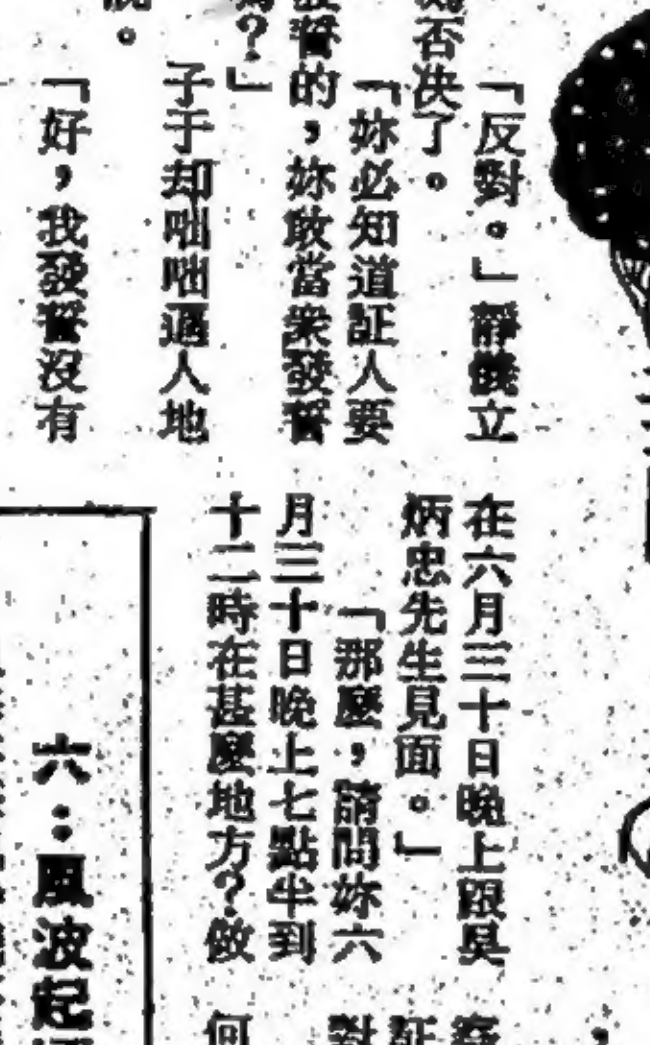 「反對。」靜儀立
否决了。
「妳必知道証人要
發誓的，妳敢當衆發誓
？」
子于却咄咄逼人地
。
「好，我發誓沒有
在六月三十日晚上跟吳
炳忠先生見面。」
「那麼，請問妳六
月三十日晚上七點半到
十二時在甚麼地方？做
何
六：風波起